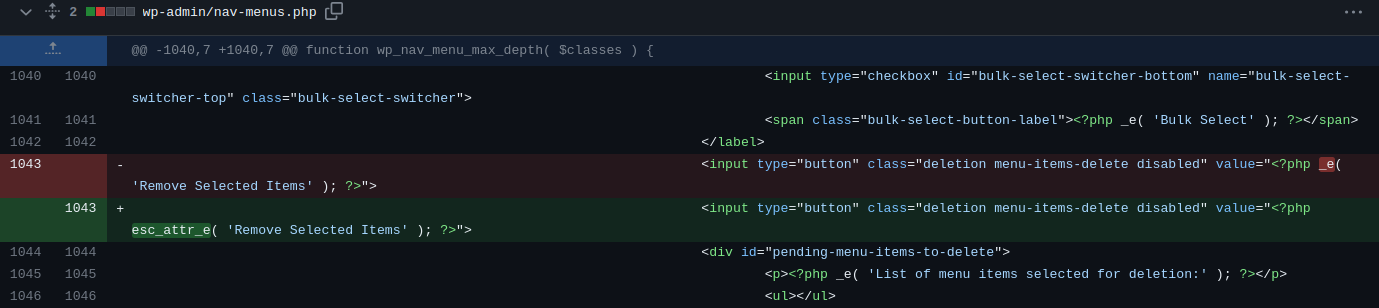 2 wp-admin/nav-menus.php
@@ -1040,7 +1040,7 @@ function wp_nav_menu_max_depth( $classes ) {
1040 1040 <input type="checkbox" id="bulk-select-switcher-bottom" name="bulk-select-
switcher-top" class="bulk-select-switcher">
1041 1041 <span class="bulk-select-button-label"><?php _e( 'Bulk Select' ); ?></span>
1042 1042 </label>
1043 - <input type="button" class="deletion menu-items-delete disabled" value="<?php _e(
'Remove Selected Items' ); ?>">
1043 + <input type="button" class="deletion menu-items-delete disabled" value="<?php
esc_attr_e( 'Remove Selected Items' ); ?>">
1044 1044 <div id="pending-menu-items-to-delete">
1045 1045 <p><?php _e( 'List of menu items selected for deletion:' ); ?></p>
1046 1046 <ul></ul>